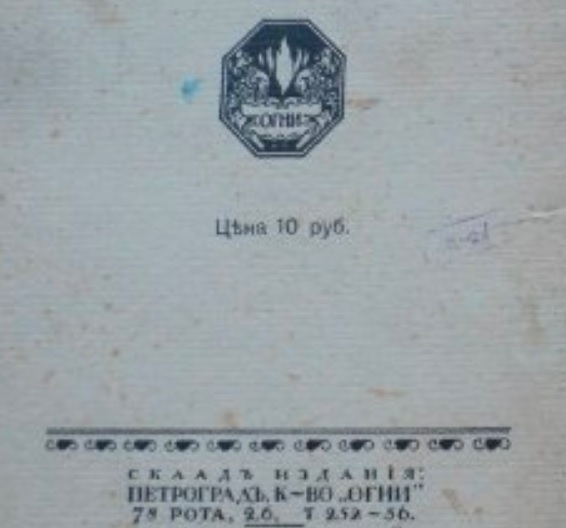 ОГНИ
Цѣна 10 руб.
СКЛАДЪ ИЗДАНІЯ:
ПЕТРОГРАДЪ, К-ВО „ОГНИ"
7Я РОТА, 26, Т 252-56.